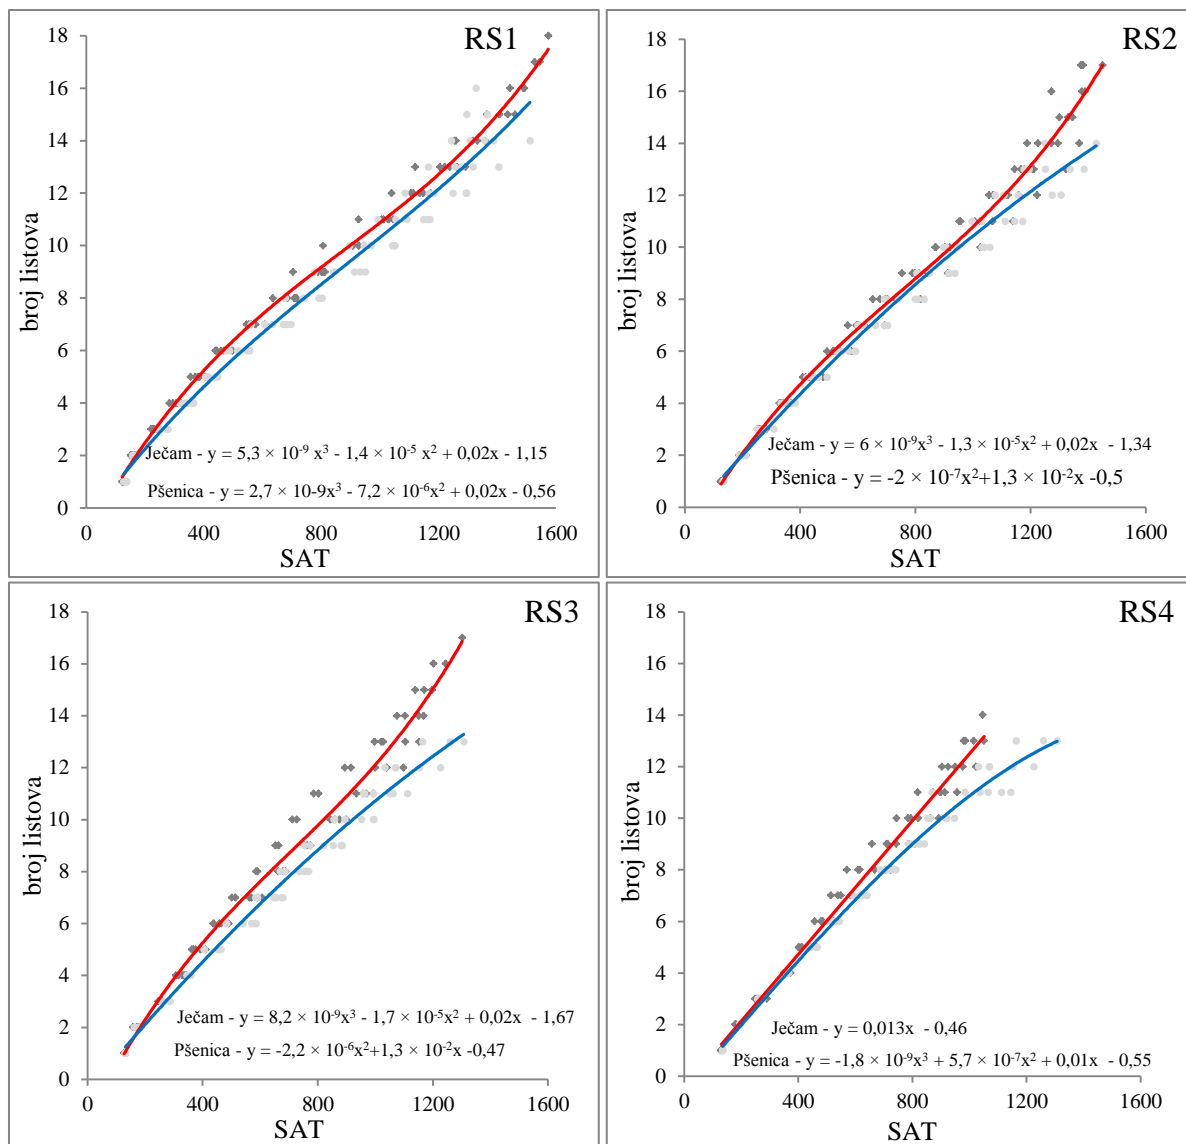 RS1
18
16
14
12
10
8
6
4
2
0
broj listova
Ječam - y = 5,3 × 10⁻⁹ x³ - 1,4 × 10⁻⁵ x² + 0,02x - 1,15
Pšenica - y = 2,7 × 10-9x³ - 7,2 × 10⁻⁶x² + 0,02x - 0,56
0 400 800 1200 1600
SAT
RS2
18
16
14
12
10
8
6
4
2
0
broj listova
Ječam - y = 6 × 10⁻⁹x³ - 1,3 × 10⁻⁵x² + 0,02x - 1,34
Pšenica - y = -2 × 10⁻⁷x²+1,3 × 10⁻²x -0,5
0 400 800 1200 1600
SAT
RS3
18
16
14
12
10
8
6
4
2
0
broj listova
Ječam - y = 8,2 × 10⁻⁹x³ - 1,7 × 10⁻⁵x² + 0,02x - 1,67
Pšenica - y = -2,2 × 10⁻⁶x²+1,3 × 10⁻²x -0,47
0 400 800 1200 1600
SAT
RS4
18
16
14
12
10
8
6
4
2
0
broj listova
Ječam - y = 0,013x - 0,46
Pšenica - y = -1,8 × 10⁻⁹x³ + 5,7 × 10⁻⁷x² + 0,01x - 0,55
0 400 800 1200 1600
SAT